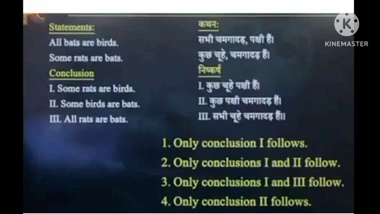 KINEMASTER
Statements:
All bats are birds.
Some rats are bats.
Conclusion
I. Some rats are birds.
II. Some birds are bats.
III. All rats are bats.
कथन:
सभी चमगादड़, पक्षी हैं।
कुछ चूहे, चमगादड़ हैं।
निष्कर्ष
I. कुछ चूहे पक्षी हैं।
II. कुछ पक्षी चमगादड़ हैं।
III. सभी चूहे चमगादड़ हैं।।
1. Only conclusion I follows.
2. Only conclusions I and II follow.
3. Only conclusions I and III follow.
4. Only conclusion II follows.